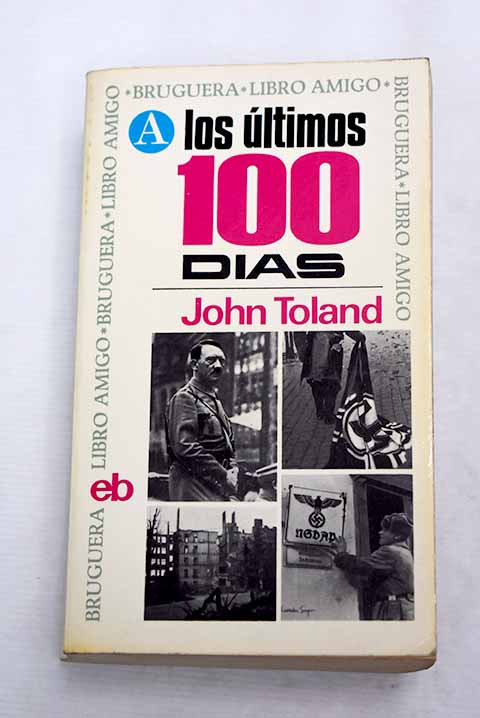 *BRUGUERA*LIBRO AMIGO*
BRUGUERA*LIBRO AMIGO
BRUGUERA*LIBRO AMIGO*BRUGUERA*LIBRO AMIGO
A
los últimos
100
DIAS
John Toland
eb